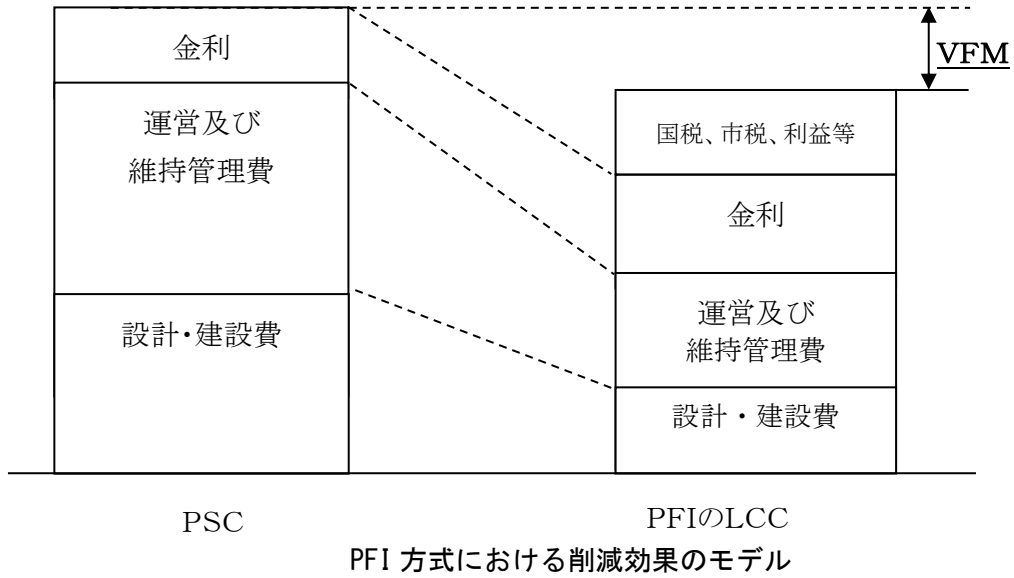 金利
運営及び
維持管理費
設計・建設費
PSC
VFM
国税、市税、利益等
金利
運営及び
維持管理費
設計・建設費
PFIのLCC
PFI 方式における削減効果のモデル